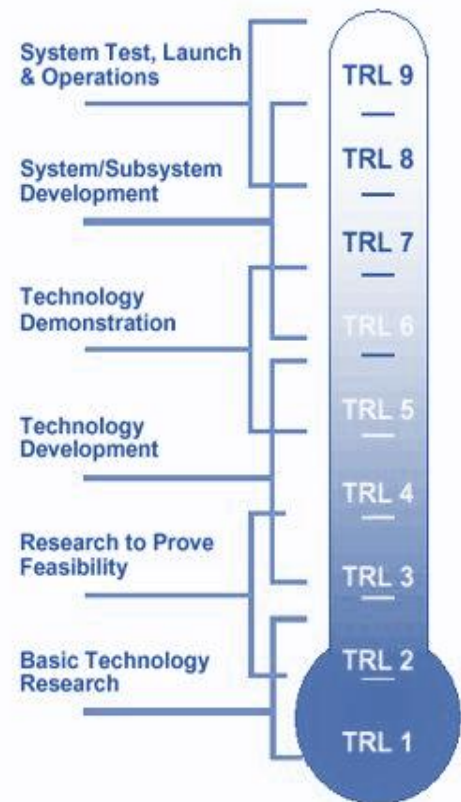 System Test, Launch
& Operations
System/Subsystem
Development
Technology
Demonstration
Technology
Development
Research to Prove
Feasibility
Basic Technology
Research
TRL 9
TRL 8
TRL 7
TRL 6
TRL 5
TRL 4
TRL 3
TRL 2
TRL 1